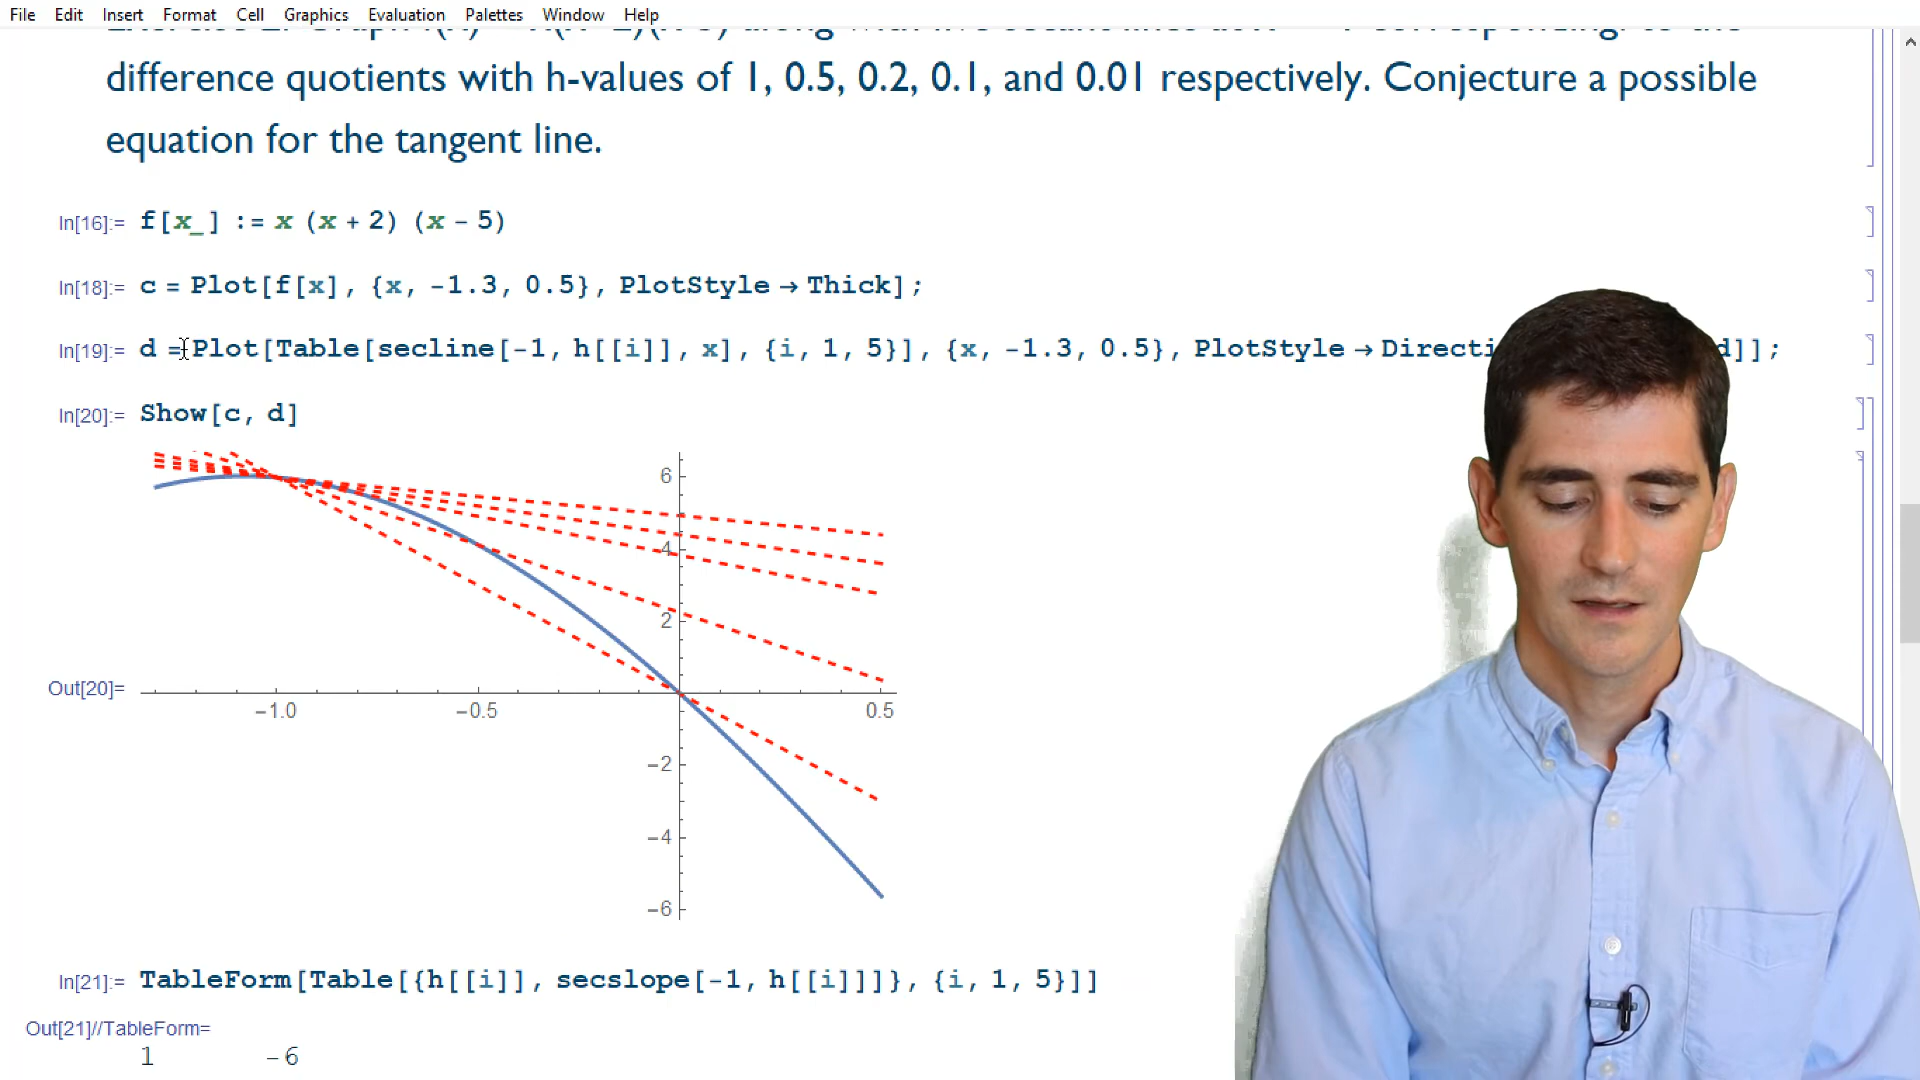 File Edit Insert Format Cell Graphics Evaluation Palettes Window Help
difference quotients with h-values of 1, 0.5, 0.2, 0.1, and 0.01 respectively. Conjecture a possible
equation for the tangent line.
In[16]:= f[x_] := x (x + 2) (x - 5)
In[18]:= c = Plot[f[x], {x, -1.3, 0.5}, PlotStyle → Thick];
In[19]:= d = Plot[Table[secline[-1, h[[i]], x], {i, 1, 5}], {x, -1.3, 0.5}, PlotStyle → Directi d]];
In[20]:= Show[c, d]
6
4
2
Out[20]=
-1.0 -0.5 0.5
-2
-4
-6
In[21]:= TableForm[Table[{h[[i]], secslope[-1, h[[i]]]}, {i, 1, 5}]]
Out[21]//TableForm=
1 -6